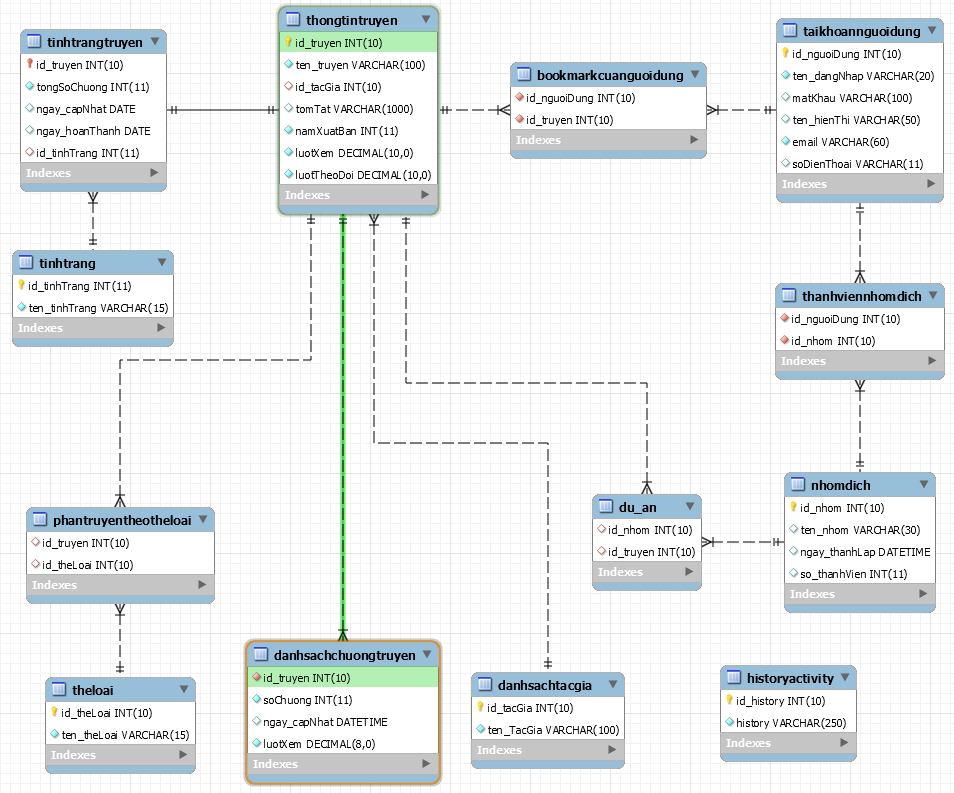 tinhtrangtruyen
id_truyen INT(10)
tongSoChuong INT(11)
ngay_capNhat DATE
ngay_hoanThanh DATE
id_tinhTrang INT(11)
Indexes
thongtintruyen
id_truyen INT(10)
ten_truyen VARCHAR(100)
id_tacGia INT(10)
tomTat VARCHAR(1000)
namXuatBan INT(11)
luotXem DECIMAL(10,0)
luotTheoDoi DECIMAL(10,0)
Indexes
bookmarkcuanguoidung
id_nguoiDung INT(10)
id_truyen INT(10)
Indexes
taikhoannguoidung
id_nguoiDung INT(10)
ten_dangNhap VARCHAR(20)
matKhau VARCHAR(100)
ten_hienThi VARCHAR(50)
email VARCHAR(60)
soDienThoai VARCHAR(11)
Indexes
tinhtrang
id_tinhTrang INT(11)
ten_tinhTrang VARCHAR(15)
Indexes
thanhviennhomdich
id_nguoiDung INT(10)
id_nhom INT(10)
Indexes
phantruyentheotheloai
id_truyen INT(10)
id_theLoai INT(10)
Indexes
du_an
id_nhom INT(10)
id_truyen INT(10)
Indexes
nhomdich
id_nhom INT(10)
ten_nhom VARCHAR(30)
ngay_thanhLap DATETIME
so_thanhVien INT(11)
Indexes
theloai
id_theLoai INT(10)
ten_theLoai VARCHAR(15)
Indexes
danhsachchuongtruyen
id_truyen INT(10)
soChuong INT(11)
ngay_capNhat DATETIME
luotXem DECIMAL(8,0)
Indexes
danhsachtacgia
id_tacGia INT(10)
ten_TacGia VARCHAR(100)
Indexes
historyactivity
id_history INT(10)
history VARCHAR(250)
Indexes